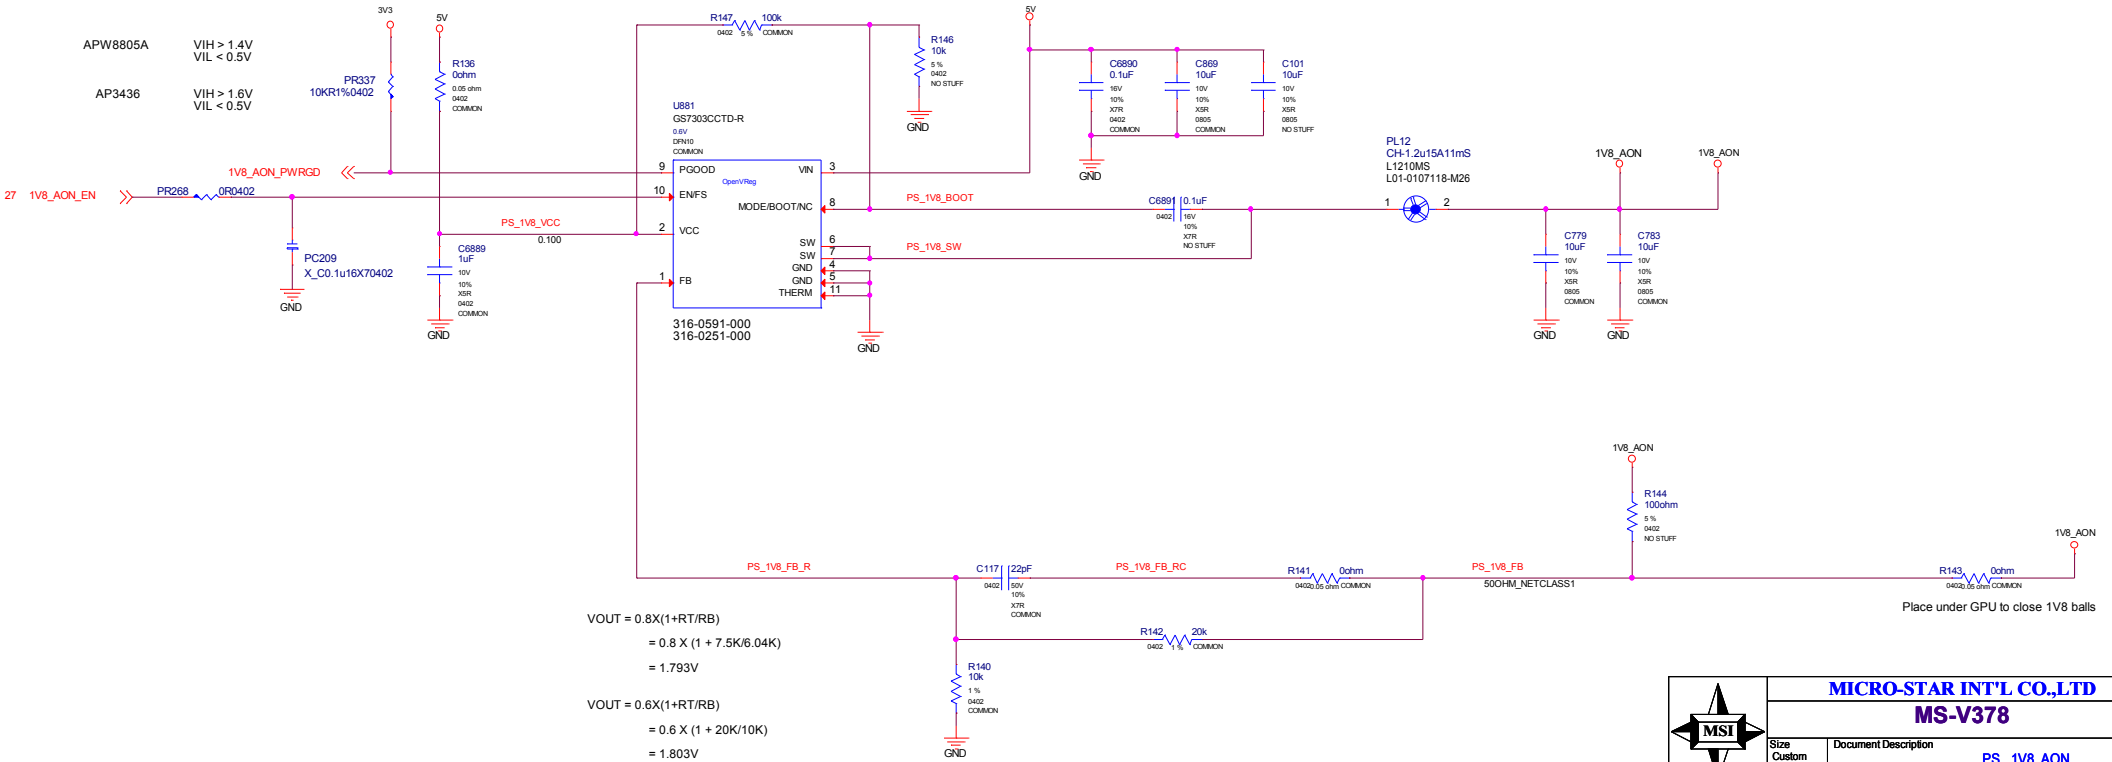 APW8805A
VIH > 1.4V
VIL < 0.5V
AP3436
VIH > 1.6V
VIL < 0.5V
3V3
PR337
10KR1%0402
5V
R136
0ohm
0.05 ohm
0402
COMMON
R147
100k
0402
5 %
COMMON
R146
10k
5 %
0402
NO STUFF
GND
5V
C6890
0.1uF
16V
10%
X7R
0402
COMMON
C869
10uF
10V
10%
X5R
0805
COMMON
C101
10uF
10V
10%
X5R
0805
NO STUFF
GND
U881
GS7303CCTD-R
0.6V
DFN10
COMMON
OpenVReg
9 PGOOD
10 EN/FS
2 VCC
1 FB
VIN 3
MODE/BOOT/NC 8
SW 6
SW 7
GND 4
GND 5
THERM 11
316-0591-000
316-0251-000
GND
1V8_AON_PWRGD
27 1V8_AON_EN
PR268
0R0402
PC209
X_C0.1u16X70402
GND
PS_1V8_VCC
0.100
C6889
1uF
10V
10%
X5R
0402
COMMON
GND
PS_1V8_BOOT
C6891
0.1uF
0402
16V
10%
X7R
NO STUFF
PS_1V8_SW
PL12
CH-1.2u15A11mS
L1210MS
L01-0107118-M26
1
2
1V8_AON
1V8_AON
C779
10uF
10V
10%
X5R
0805
COMMON
GND
C783
10uF
10V
10%
X5R
0805
COMMON
GND
1V8_AON
R144
100ohm
5 %
0402
NO STUFF
PS_1V8_FB_R
C117
22pF
0402
50V
10%
X7R
COMMON
PS_1V8_FB_RC
R141
0ohm
0402
0.05 ohm
COMMON
PS_1V8_FB
50OHM_NETCLASS1
R143
0ohm
0402
0.05 ohm
COMMON
1V8_AON
Place under GPU to close 1V8 balls
R142
20k
0402
1 %
COMMON
R140
10k
1 %
0402
COMMON
GND
VOUT = 0.8X(1+RT/RB)
= 0.8 X (1 + 7.5K/6.04K)
= 1.793V
VOUT = 0.6X(1+RT/RB)
= 0.6 X (1 + 20K/10K)
= 1.803V
MSI
MICRO-STAR INT'L CO.,LTD
MS-V378
Size
Custom
Document Description
PS_1V8_AON